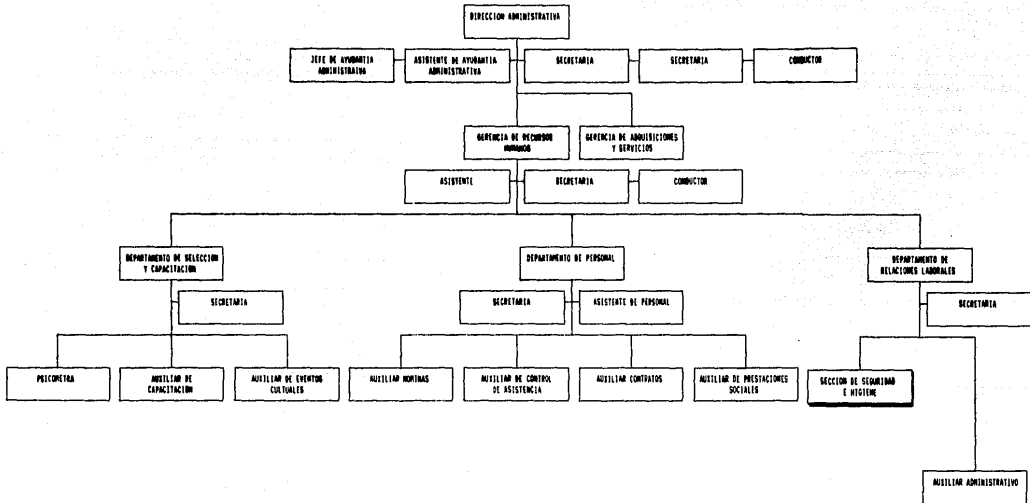 DIRECCION ADMINISTRATIVA
JEFE DE AYUDANTIA
ADMINISTRATIVA
ASISTENTE DE AYUDANTIA
ADMINISTRATIVA
SECRETARIA
SECRETARIA
CONDUCTOR
GERENCIA DE RECURSOS
HUMANOS
GERENCIA DE ADQUISICIONES
Y SERVICIOS
ASISTENTE
SECRETARIA
CONDUCTOR
DEPARTAMENTO DE SELECCION
Y CAPACITACION
DEPARTAMENTO DE PERSONAL
DEPARTAMENTO DE
RELACIONES LABORALES
SECRETARIA
SECRETARIA
ASISTENTE DE PERSONAL
SECRETARIA
PSICOMETRA
AUXILIAR DE
CAPACITACION
AUXILIAR DE EVENTOS
CULTUALES
AUXILIAR NOMINAS
AUXILIAR DE CONTROL
DE ASISTENCIA
AUXILIAR CONTRATOS
AUXILIAR DE PRESTACIONES
SOCIALES
SECCION DE SEGURIDAD
E HIGIENE
AUXILIAR ADMINISTRATIVO